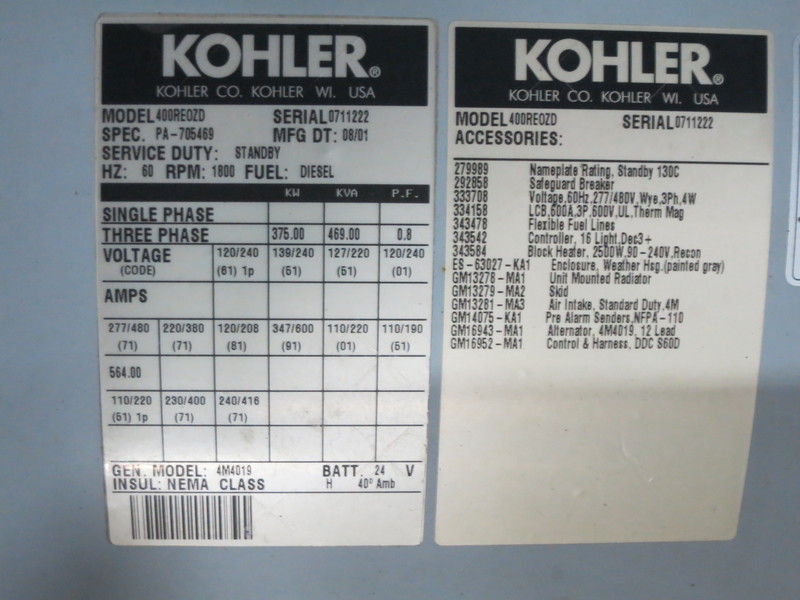 KOHLER®
KOHLER CO. KOHLER WI. USA
MODEL 400REOZD SERIAL 0711222
SPEC. PA-705469 MFG DT: 08/01
SERVICE DUTY: STANDBY
HZ: 60 RPM: 1800 FUEL: DIESEL
KW KVA P.F.
SINGLE PHASE
THREE PHASE 375.00 469.00 0.8
VOLTAGE 120/240 139/240 127/220 120/240
(CODE) (61) 1p (51) (51) (01)
AMPS
277/480 220/380 120/208 347/600 110/220 110/190
(71) (71) (81) (91) (01) (51)
564.00
110/220 230/400 240/416
(61) 1p (71) (71)
GEN. MODEL: 4M4019 BATT. 24 V
INSUL: NEMA CLASS H 40° Amb
KOHLER®
KOHLER CO. KOHLER WI. USA
MODEL 400REOZD SERIAL 0711222
ACCESSORIES:
279989 Nameplate Rating, Standby 130C
292858 Safeguard Breaker
333708 Voltage,60Hz,277/480V,Wye,3Ph,4W
334158 LCB,600A,3P,600V,UL,Therm Mag
343478 Flexible Fuel Lines
343542 Controller, 16 Light,Dec3+
343584 Block Heater, 2500W,90-240V,Recon
ES-63027-KA1 Enclosure, Weather Hsg.(painted gray)
GM13278-MA1 Unit Mounted Radiator
GM13279-MA2 Skid
GM13281-MA3 Air Intake, Standard Duty,4M
GM14075-KA1 Pre Alarm Senders,NFPA-110
GM16943-MA1 Alternator, 4M4019, 12 Lead
GM16952-MA1 Control & Harness, DDC S60D